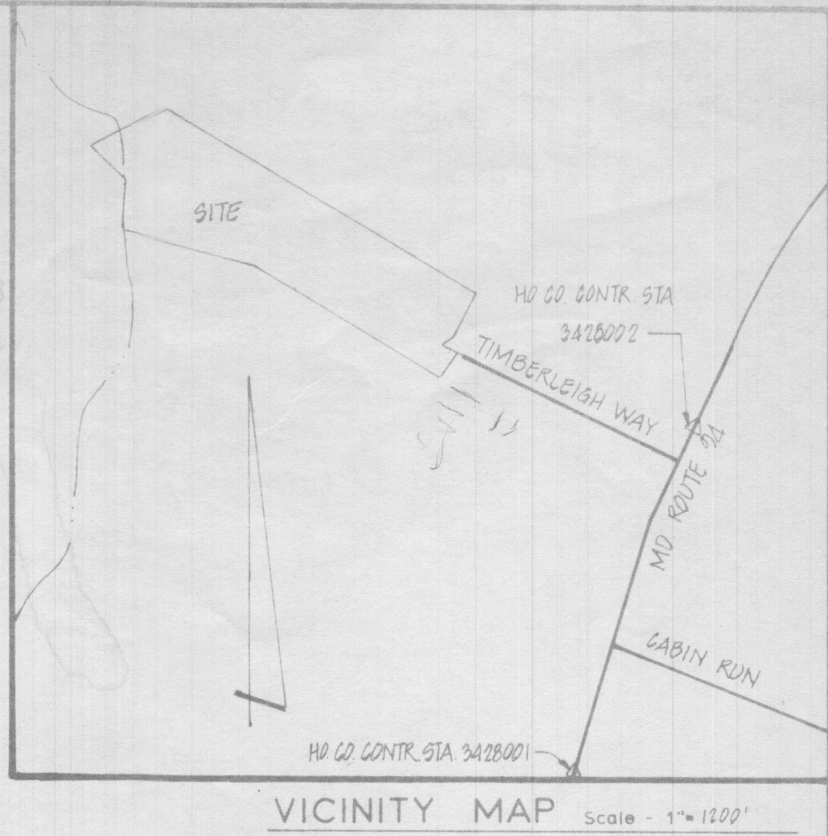 SITE
HO. CO. CONTR. STA
3428002
TIMBERLEIGH WAY
MD. ROUTE 94
CABIN RUN
HO. CO. CONTR. STA. 3428001
VICINITY MAP Scale - 1"= 1200'